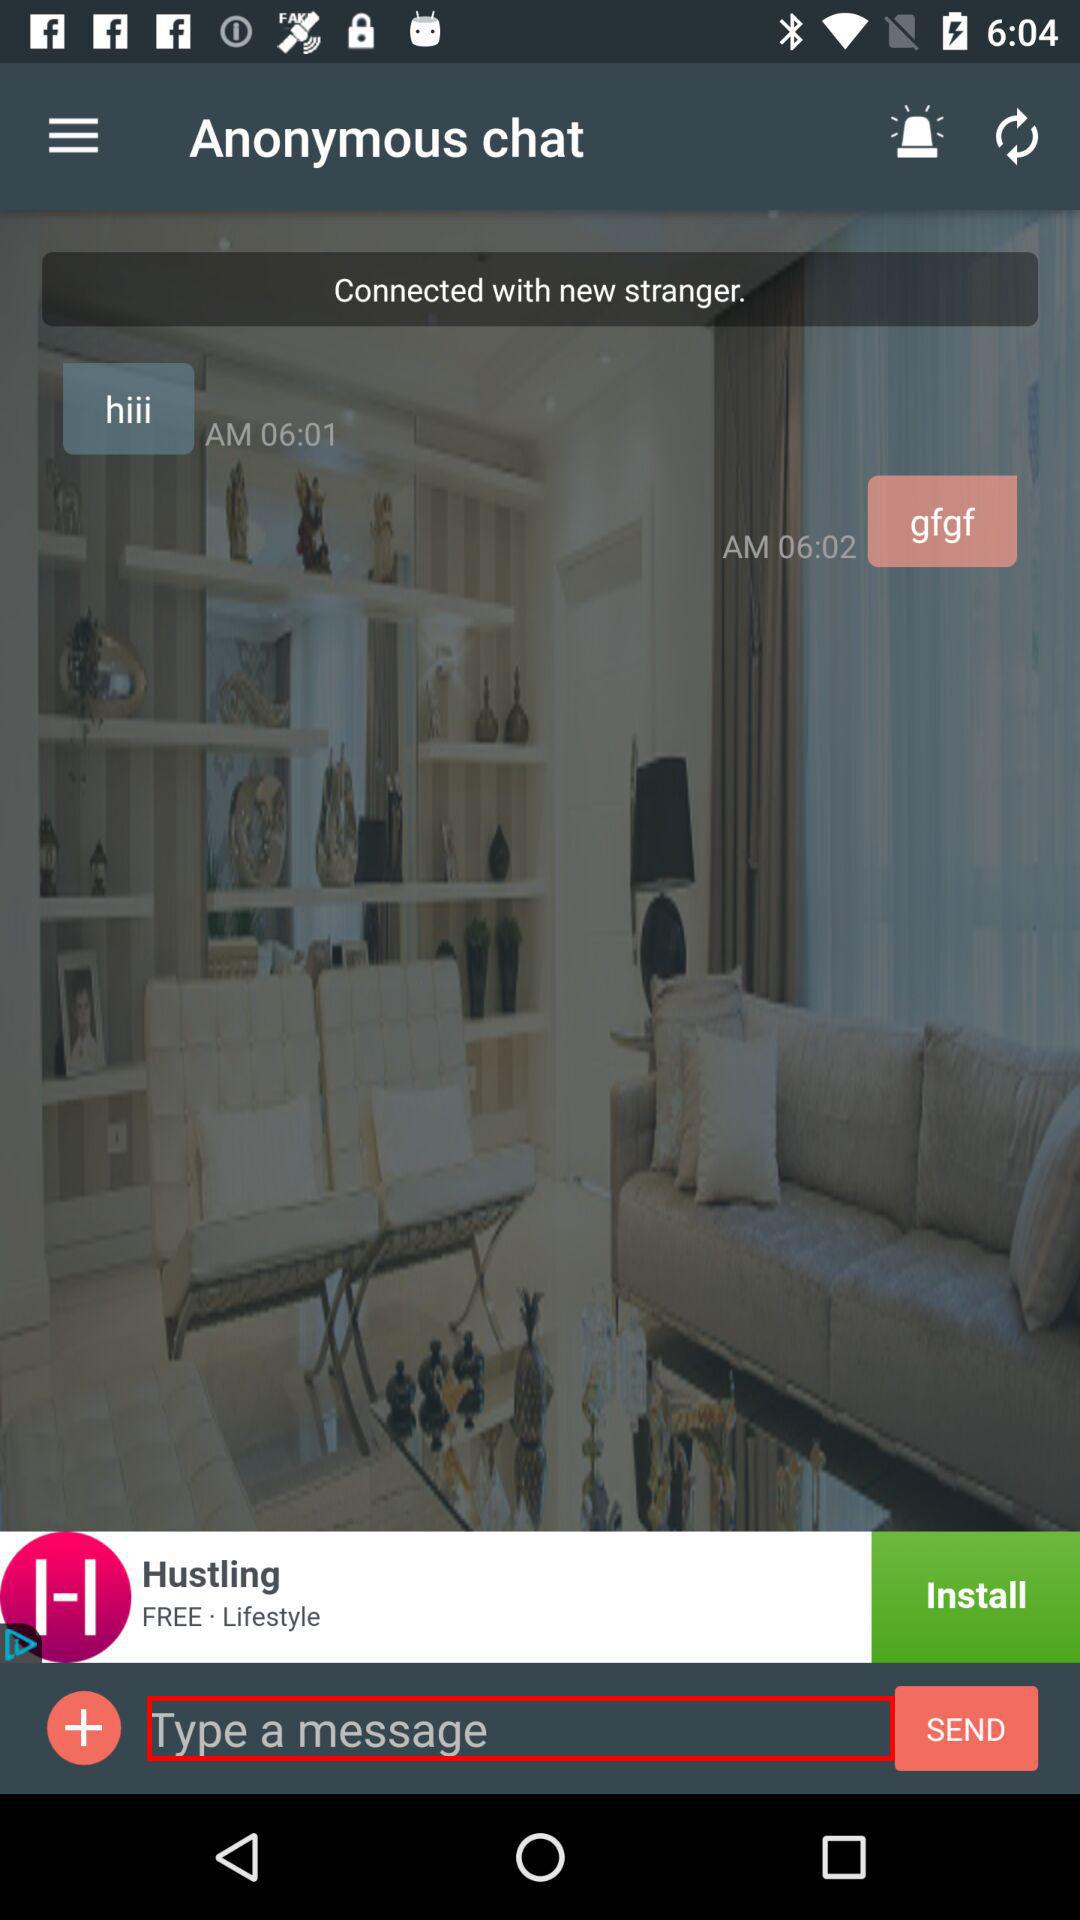 FAKE
6:04
Anonymous chat
Connected with new stranger.
hiii
AM 06:01
gfgf
AM 06:02
Hustling
FREE · Lifestyle
Install
Type a message
SEND